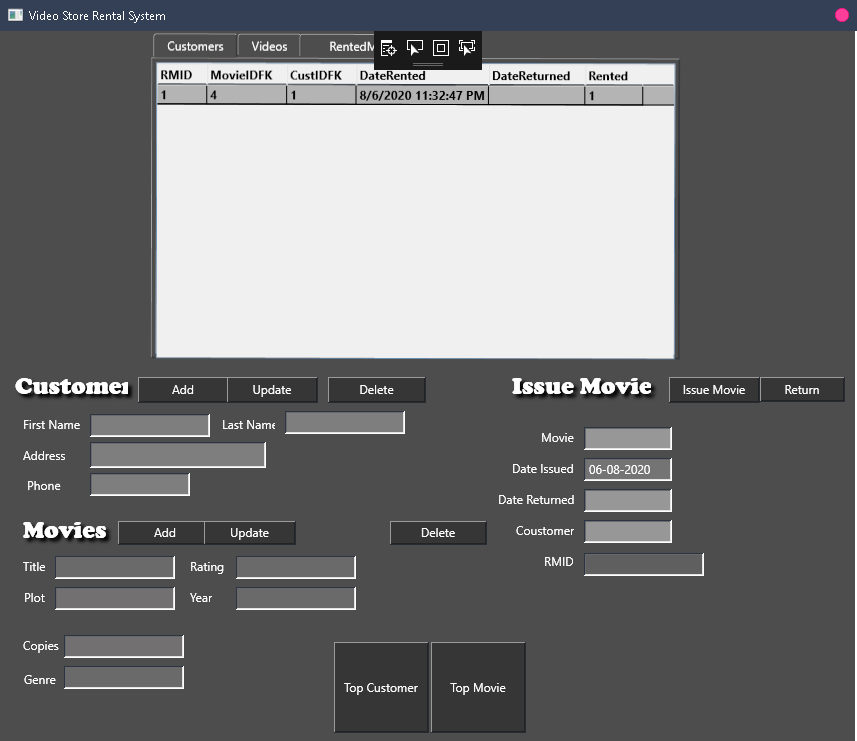 Video Store Rental System
Customers Videos RentedM
RMID MovieIDFK CustIDFK DateRented DateReturned Rented
1 4 1 8/6/2020 11:32:47 PM 1
Customer Add Update Delete
Issue Movie Issue Movie Return
First Name Last Name
Movie
Address
Date Issued 06-08-2020
Phone
Date Returned
Movies Add Update Delete
Coustomer
Title Rating
RMID
Plot Year
Copies
Genre
Top Customer Top Movie